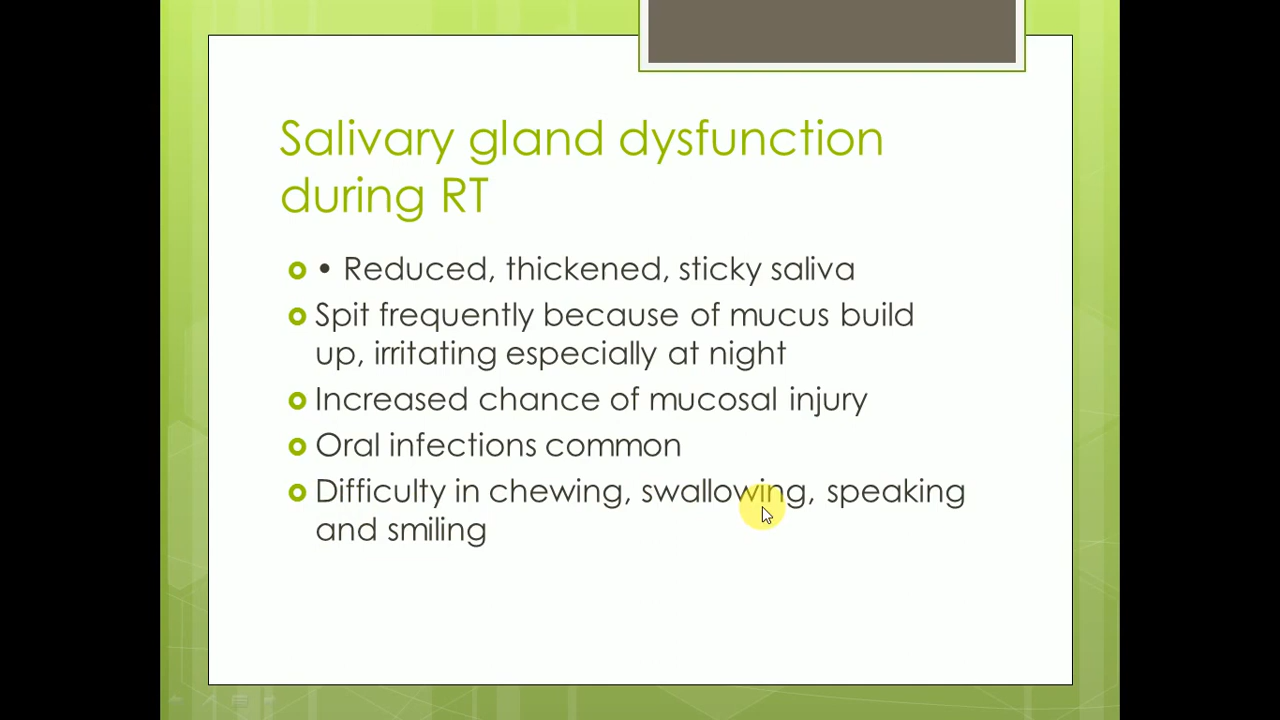 Salivary gland dysfunction
during RT
• Reduced, thickened, sticky saliva
Spit frequently because of mucus build
up, irritating especially at night
Increased chance of mucosal injury
Oral infections common
Difficulty in chewing, swallowing, speaking
and smiling